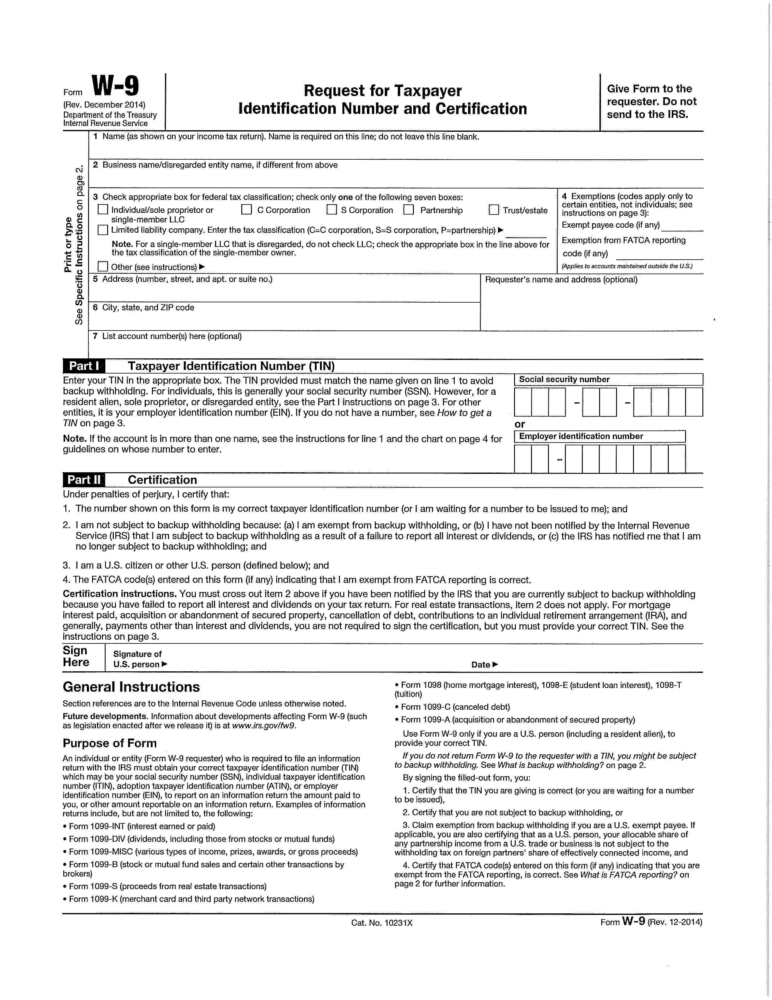 Form W-9
(Rev. December 2014)
Department of the Treasury
Internal Revenue Service
Request for Taxpayer
Identification Number and Certification
Give Form to the
requester. Do not
send to the IRS.
Print or type
See Specific Instructions on page 2.
1 Name (as shown on your income tax return). Name is required on this line; do not leave this line blank.
2 Business name/disregarded entity name, if different from above
3 Check appropriate box for federal tax classification; check only one of the following seven boxes:
Individual/sole proprietor or
single-member LLC
C Corporation
S Corporation
Partnership
Trust/estate
Limited liability company. Enter the tax classification (C=C corporation, S=S corporation, P=partnership) ▶
Note. For a single-member LLC that is disregarded, do not check LLC; check the appropriate box in the line above for
the tax classification of the single-member owner.
Other (see instructions) ▶
4 Exemptions (codes apply only to
certain entities, not individuals; see
instructions on page 3):
Exempt payee code (if any)
Exemption from FATCA reporting
code (if any)
(Applies to accounts maintained outside the U.S.)
5 Address (number, street, and apt. or suite no.)
Requester's name and address (optional)
6 City, state, and ZIP code
7 List account number(s) here (optional)
Part I Taxpayer Identification Number (TIN)
Enter your TIN in the appropriate box. The TIN provided must match the name given on line 1 to avoid
backup withholding. For individuals, this is generally your social security number (SSN). However, for a
resident alien, sole proprietor, or disregarded entity, see the Part I instructions on page 3. For other
entities, it is your employer identification number (EIN). If you do not have a number, see How to get a
TIN on page 3.
Note. If the account is in more than one name, see the instructions for line 1 and the chart on page 4 for
guidelines on whose number to enter.
Social security number
– –
or
Employer identification number
–
Part II Certification
Under penalties of perjury, I certify that:
1. The number shown on this form is my correct taxpayer identification number (or I am waiting for a number to be issued to me); and
2. I am not subject to backup withholding because: (a) I am exempt from backup withholding, or (b) I have not been notified by the Internal Revenue
Service (IRS) that I am subject to backup withholding as a result of a failure to report all interest or dividends, or (c) the IRS has notified me that I am
no longer subject to backup withholding; and
3. I am a U.S. citizen or other U.S. person (defined below); and
4. The FATCA code(s) entered on this form (if any) indicating that I am exempt from FATCA reporting is correct.
Certification instructions. You must cross out item 2 above if you have been notified by the IRS that you are currently subject to backup withholding
because you have failed to report all interest and dividends on your tax return. For real estate transactions, item 2 does not apply. For mortgage
interest paid, acquisition or abandonment of secured property, cancellation of debt, contributions to an individual retirement arrangement (IRA), and
generally, payments other than interest and dividends, you are not required to sign the certification, but you must provide your correct TIN. See the
instructions on page 3.
Sign
Here
Signature of
U.S. person ▶
Date ▶
General Instructions
Section references are to the Internal Revenue Code unless otherwise noted.
Future developments. Information about developments affecting Form W-9 (such
as legislation enacted after we release it) is at www.irs.gov/fw9.
Purpose of Form
An individual or entity (Form W-9 requester) who is required to file an information
return with the IRS must obtain your correct taxpayer identification number (TIN)
which may be your social security number (SSN), individual taxpayer identification
number (ITIN), adoption taxpayer identification number (ATIN), or employer
identification number (EIN), to report on an information return the amount paid to
you, or other amount reportable on an information return. Examples of information
returns include, but are not limited to, the following:
• Form 1099-INT (interest earned or paid)
• Form 1099-DIV (dividends, including those from stocks or mutual funds)
• Form 1099-MISC (various types of income, prizes, awards, or gross proceeds)
• Form 1099-B (stock or mutual fund sales and certain other transactions by
brokers)
• Form 1099-S (proceeds from real estate transactions)
• Form 1099-K (merchant card and third party network transactions)
• Form 1098 (home mortgage interest), 1098-E (student loan interest), 1098-T
(tuition)
• Form 1099-C (canceled debt)
• Form 1099-A (acquisition or abandonment of secured property)
Use Form W-9 only if you are a U.S. person (including a resident alien), to
provide your correct TIN.
If you do not return Form W-9 to the requester with a TIN, you might be subject
to backup withholding. See What is backup withholding? on page 2.
By signing the filled-out form, you:
1. Certify that the TIN you are giving is correct (or you are waiting for a number
to be issued),
2. Certify that you are not subject to backup withholding, or
3. Claim exemption from backup withholding if you are a U.S. exempt payee. If
applicable, you are also certifying that as a U.S. person, your allocable share of
any partnership income from a U.S. trade or business is not subject to the
withholding tax on foreign partners' share of effectively connected income, and
4. Certify that FATCA code(s) entered on this form (if any) indicating that you are
exempt from the FATCA reporting, is correct. See What is FATCA reporting? on
page 2 for further information.
Cat. No. 10231X
Form W-9 (Rev. 12-2014)